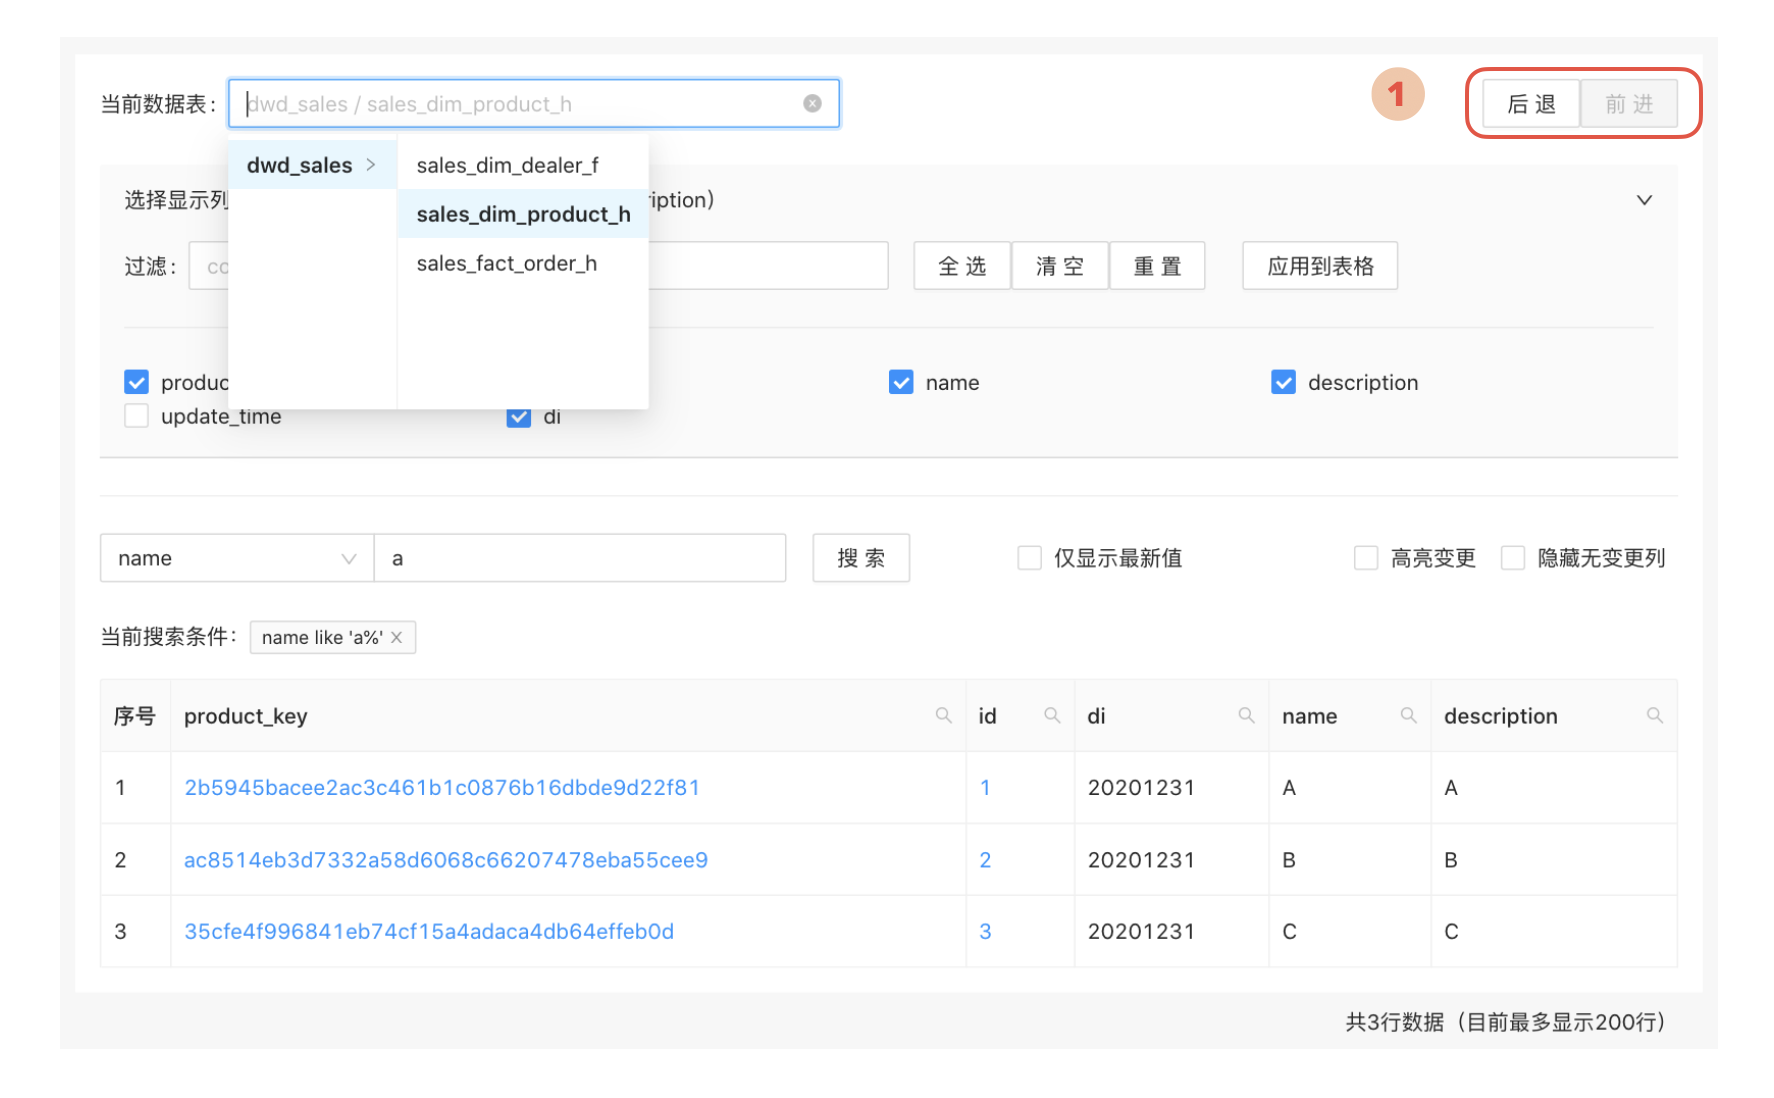 当前数据表： dwd_sales / sales_dim_product_h 1 后 退 前 进
dwd_sales > sales_dim_dealer_f
sales_dim_product_h
sales_fact_order_h
选择显示列 ription)
过滤： co 全 选 清 空 重 置 应用到表格
produc name description
update_time di
name a 搜 索 仅显示最新值 高亮变更 隐藏无变更列
当前搜索条件： name like 'a%' ×
序号 product_key id di name description
1 2b5945bacee2ac3c461b1c0876b16dbde9d22f81 1 20201231 A A
2 ac8514eb3d7332a58d6068c66207478eba55cee9 2 20201231 B B
3 35cfe4f996841eb74cf15a4adaca4db64effeb0d 3 20201231 C C
共3行数据（目前最多显示200行）